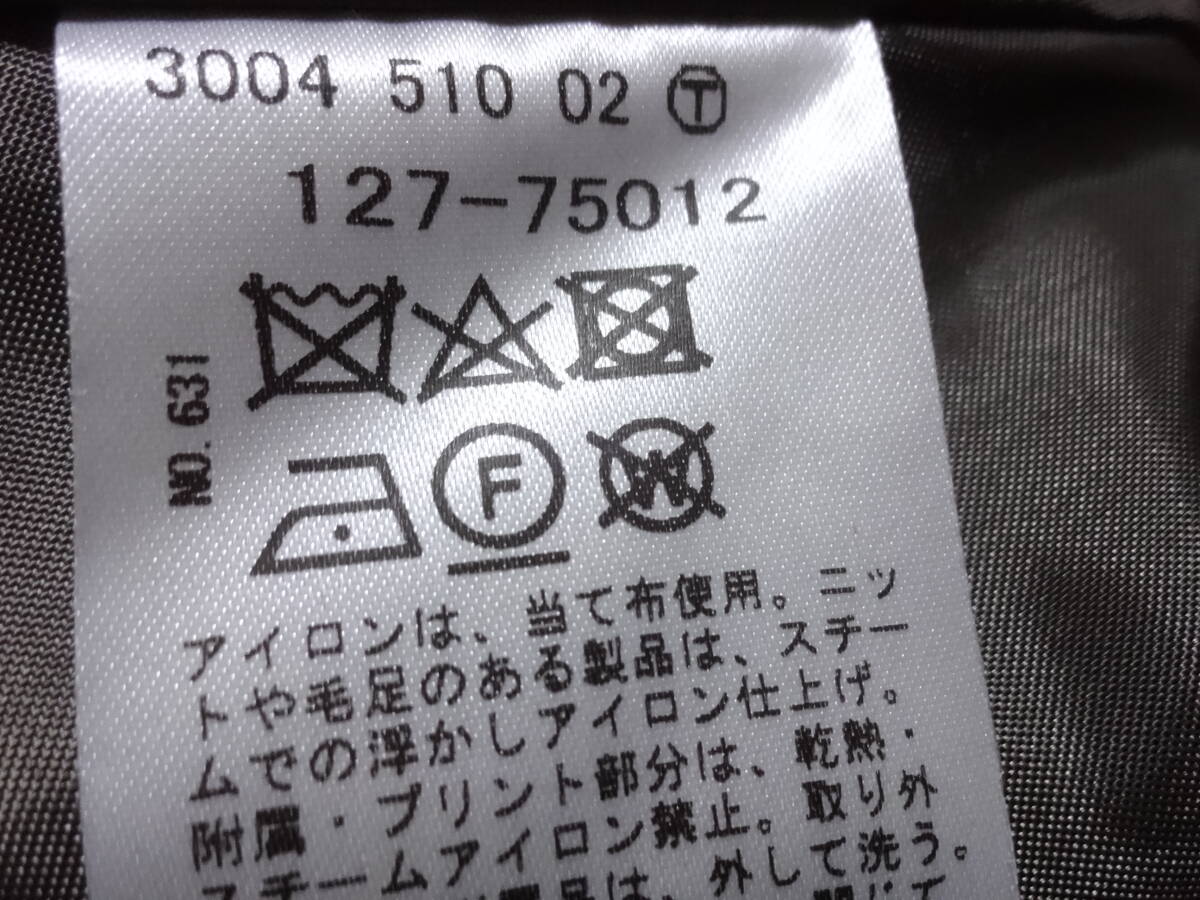 3004 510 02 Ⓣ
127-75012
NO. 631
F
W
アイロンは、当て布使用。ニッ
トや毛足のある製品は、スチー
ムでの浮かしアイロン仕上げ。
附属・プリント部分は、乾熱・
スチームアイロン禁止。取り外
製品は、外して洗う。